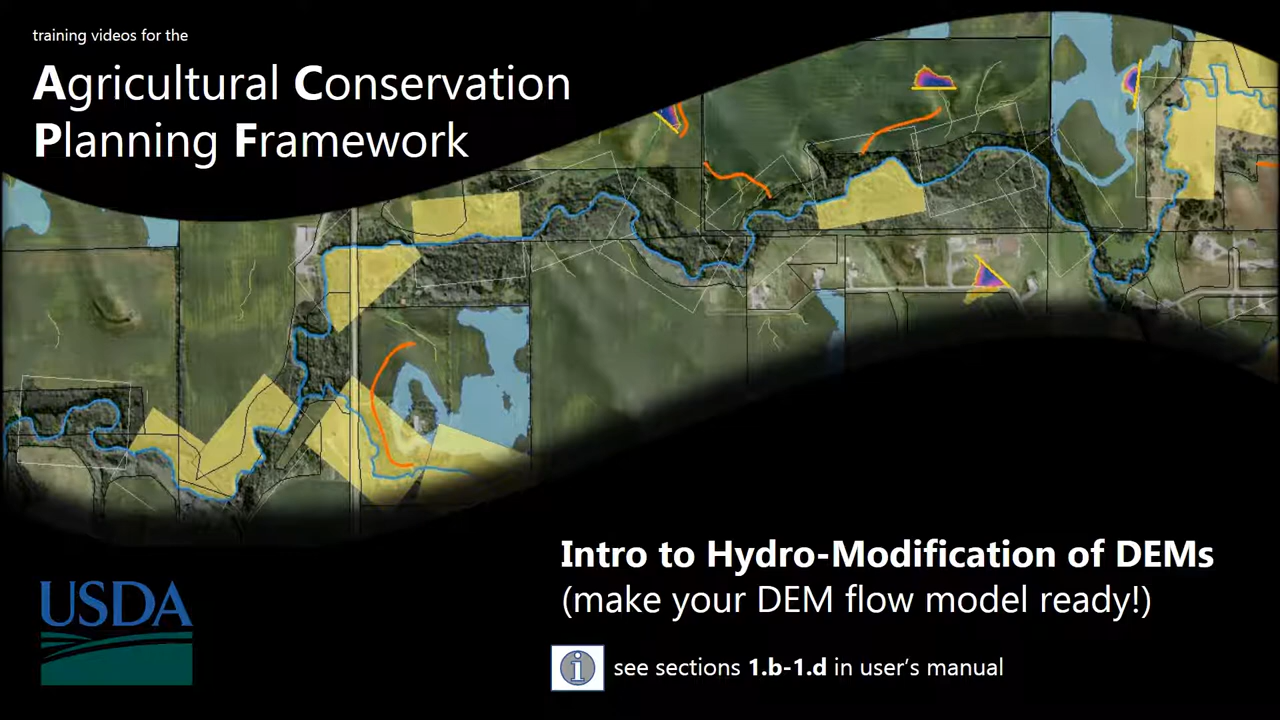 training videos for the
Agricultural Conservation
Planning Framework
Intro to Hydro-Modification of DEMs
(make your DEM flow model ready!)
USDA
i see sections 1.b-1.d in user's manual